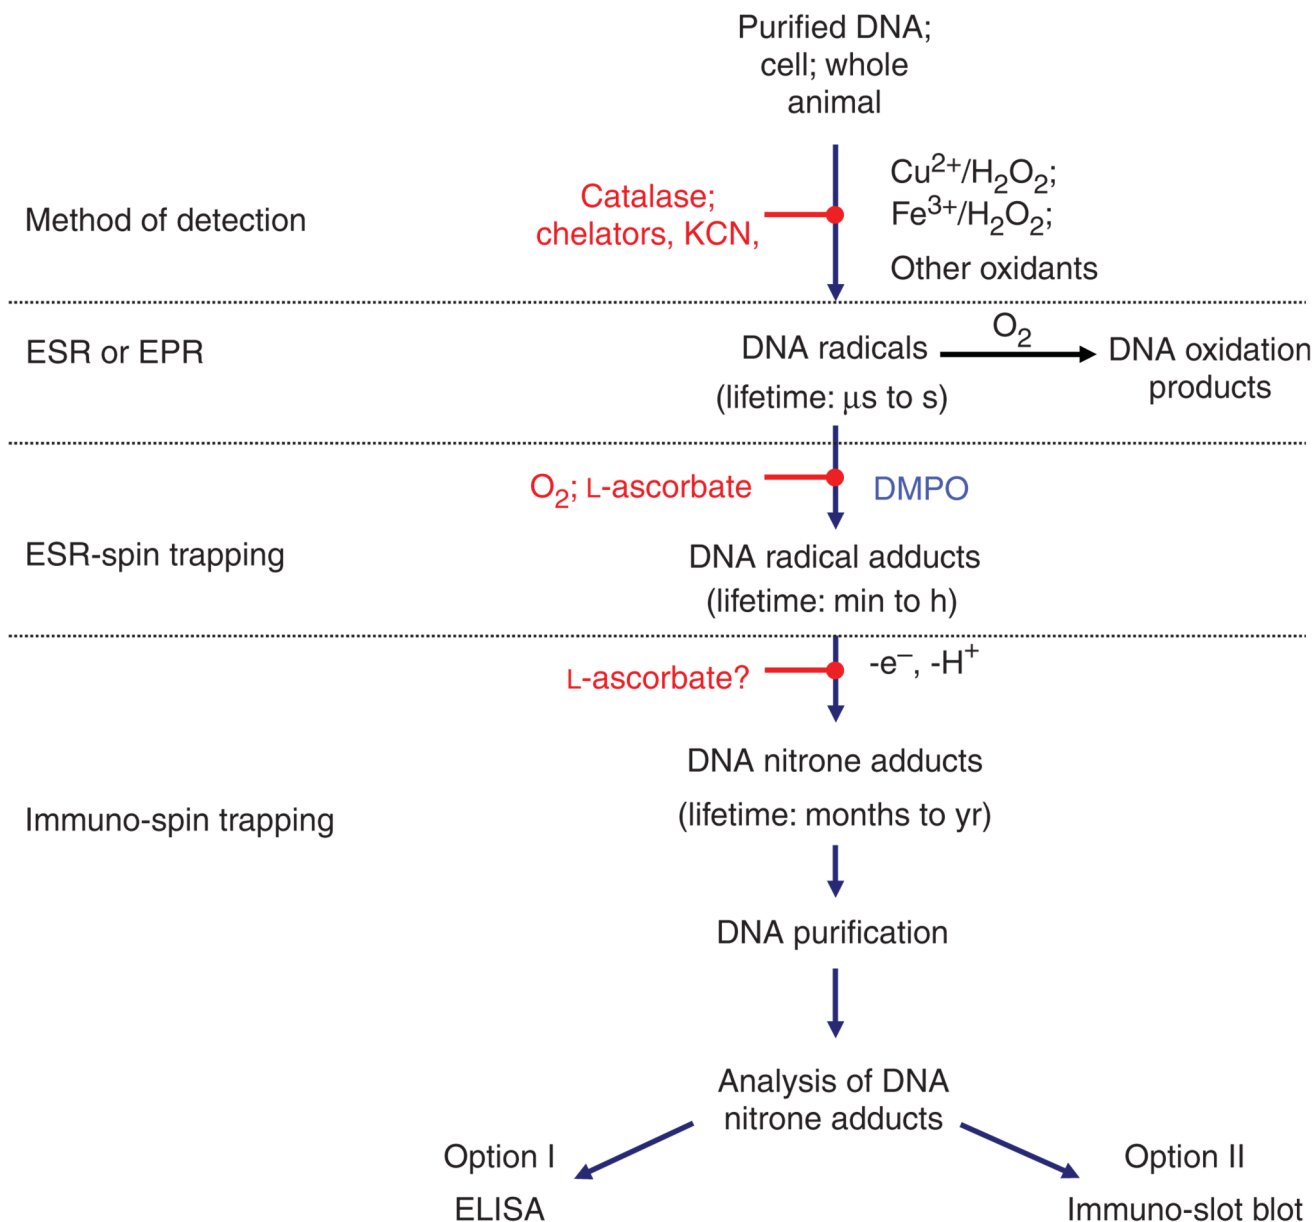 Purified DNA;
cell; whole
animal
Method of detection
Catalase;
chelators, KCN,
Cu²⁺/H₂O₂;
Fe³⁺/H₂O₂;
Other oxidants
ESR or EPR
DNA radicals
(lifetime: μs to s)
O₂
DNA oxidation
products
O₂; L-ascorbate
DMPO
ESR-spin trapping
DNA radical adducts
(lifetime: min to h)
L-ascorbate?
-e⁻, -H⁺
DNA nitrone adducts
(lifetime: months to yr)
Immuno-spin trapping
DNA purification
Analysis of DNA
nitrone adducts
Option I
ELISA
Option II
Immuno-slot blot